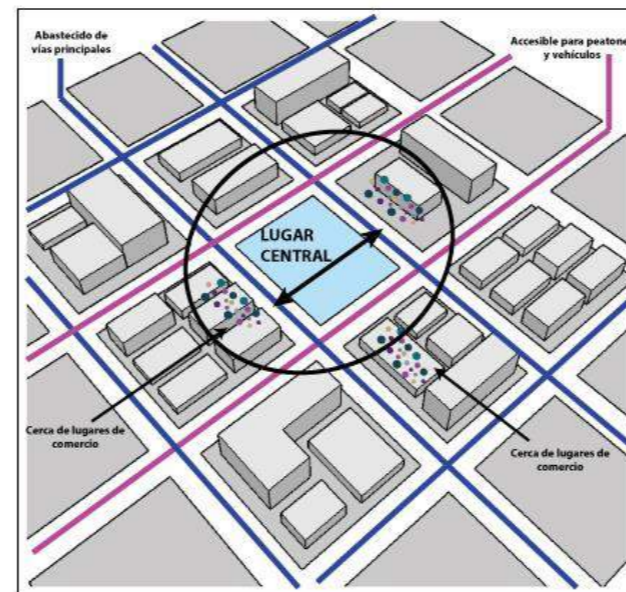 Abastecido de
vías principales
Accesible para peatone
y vehículos
LUGAR
CENTRAL
Cerca de lugares de
comercio
Cerca de lugares de
comercio